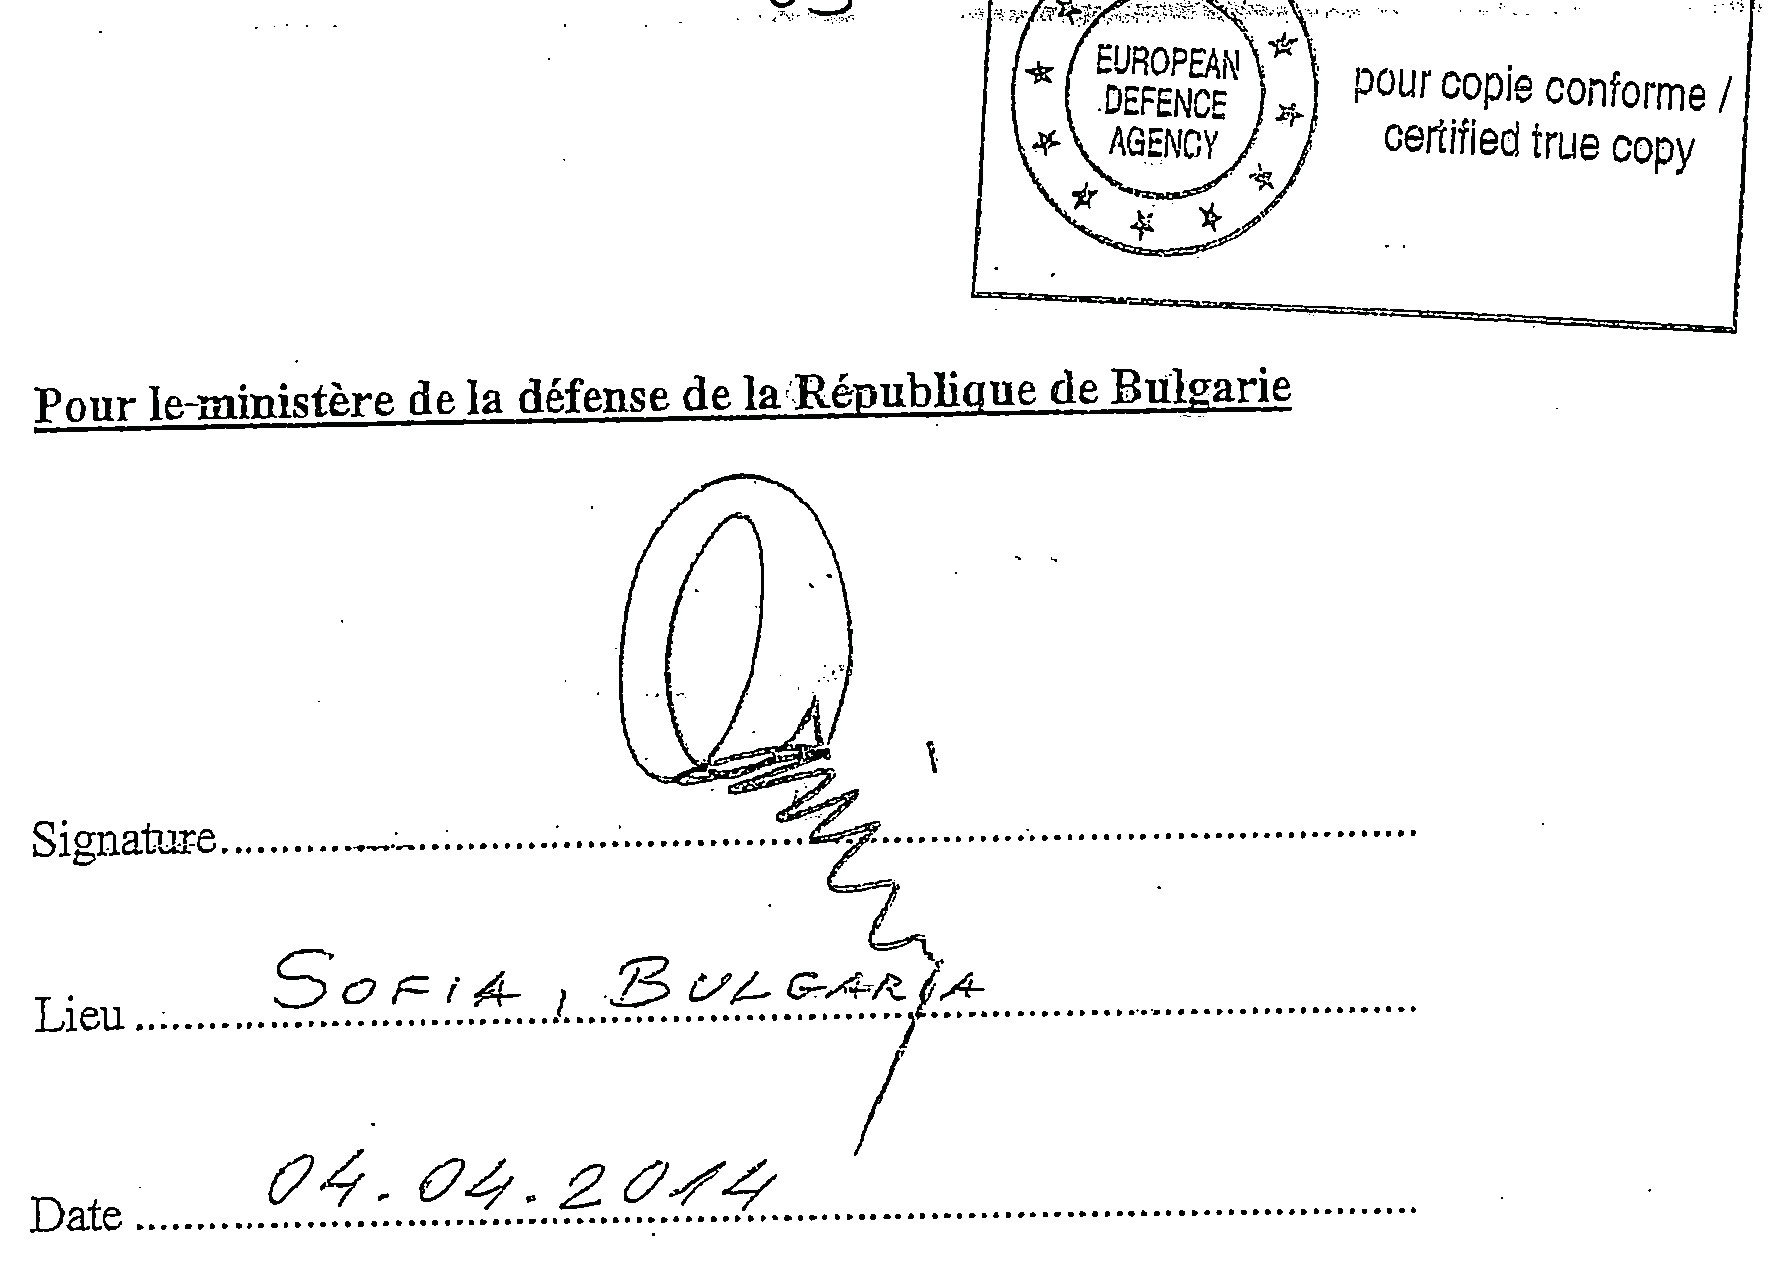 EUROPEAN
DEFENCE
AGENCY
pour copie conforme /
certified true copy
Pour le ministère de la défense de la République de Bulgarie
Signature
Lieu SOFIA, BULGARIA
Date 04.04.2014